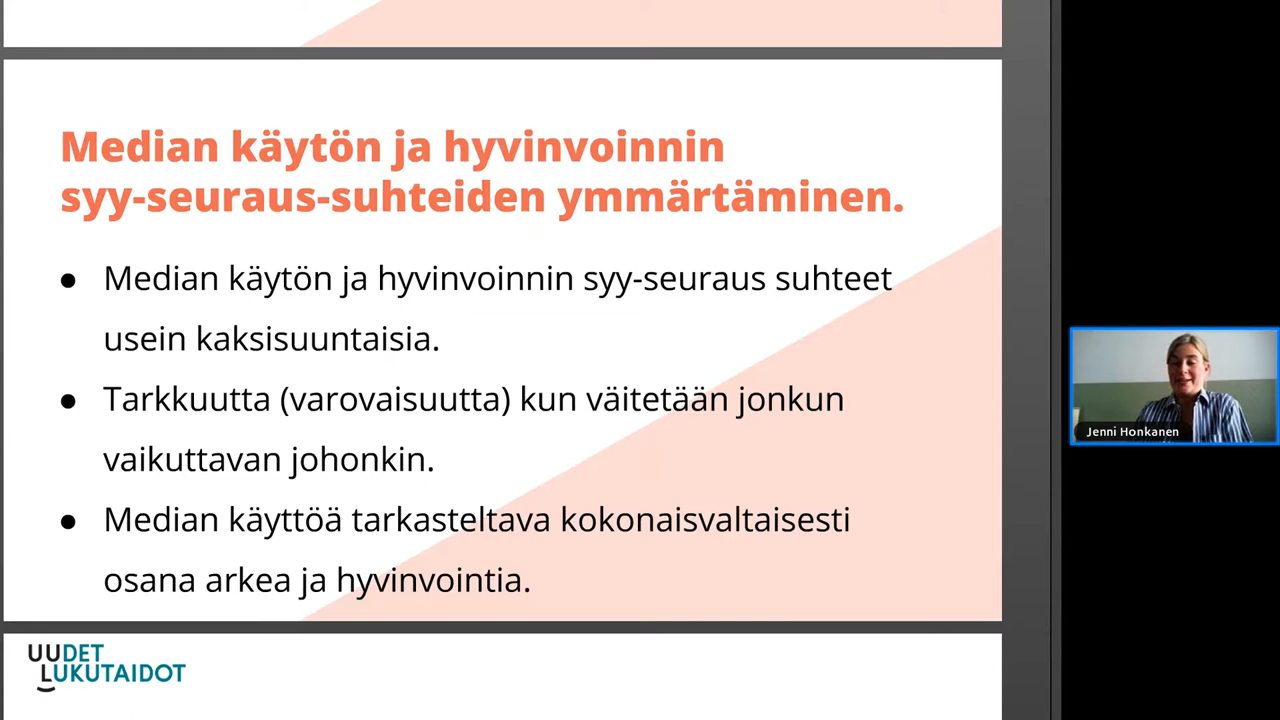 Median käytön ja hyvinvoinnin
syy-seuraus-suhteiden ymmärtäminen.
● Median käytön ja hyvinvoinnin syy-seuraus suhteet
usein kaksisuuntaisia.
● Tarkkuutta (varovaisuutta) kun väitetään jonkun
vaikuttavan johonkin.
● Median käyttöä tarkasteltava kokonaisvaltaisesti
osana arkea ja hyvinvointia.
Jenni Honkanen
UUDET
LUKUTAIDOT